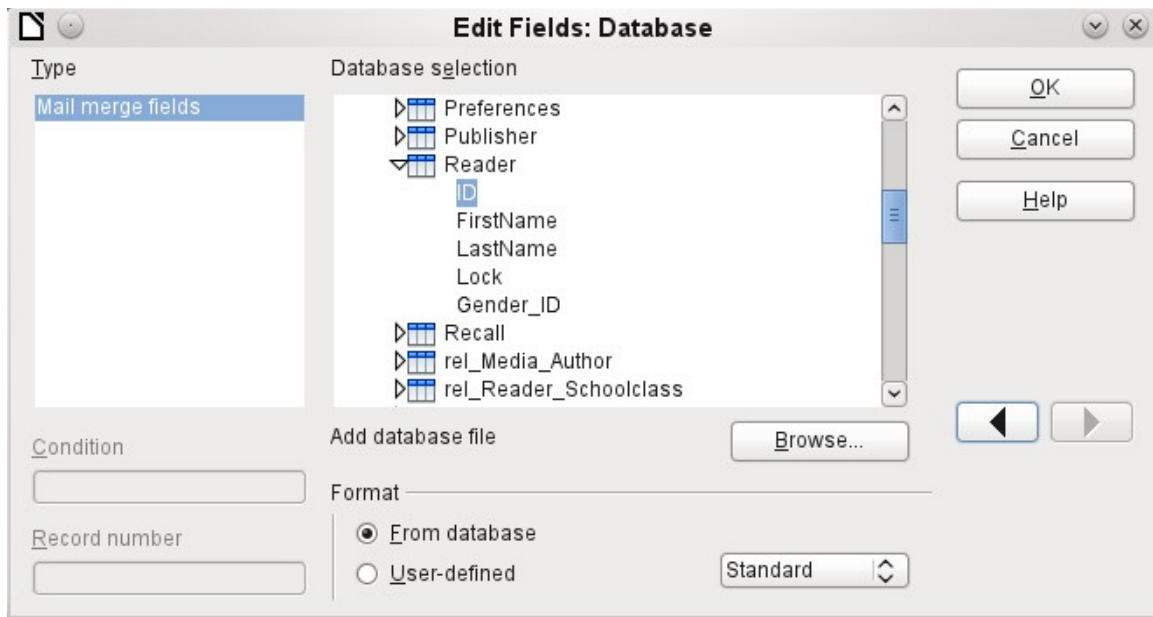 Edit Fields: Database
Type
Mail merge fields
Condition
Record number
Database selection
Preferences
Publisher
Reader
ID
FirstName
LastName
Lock
Gender_ID
Recall
rel_Media_Author
rel_Reader_Schoolclass
Add database file
Browse...
Format
From database
User-defined
Standard
OK
Cancel
Help